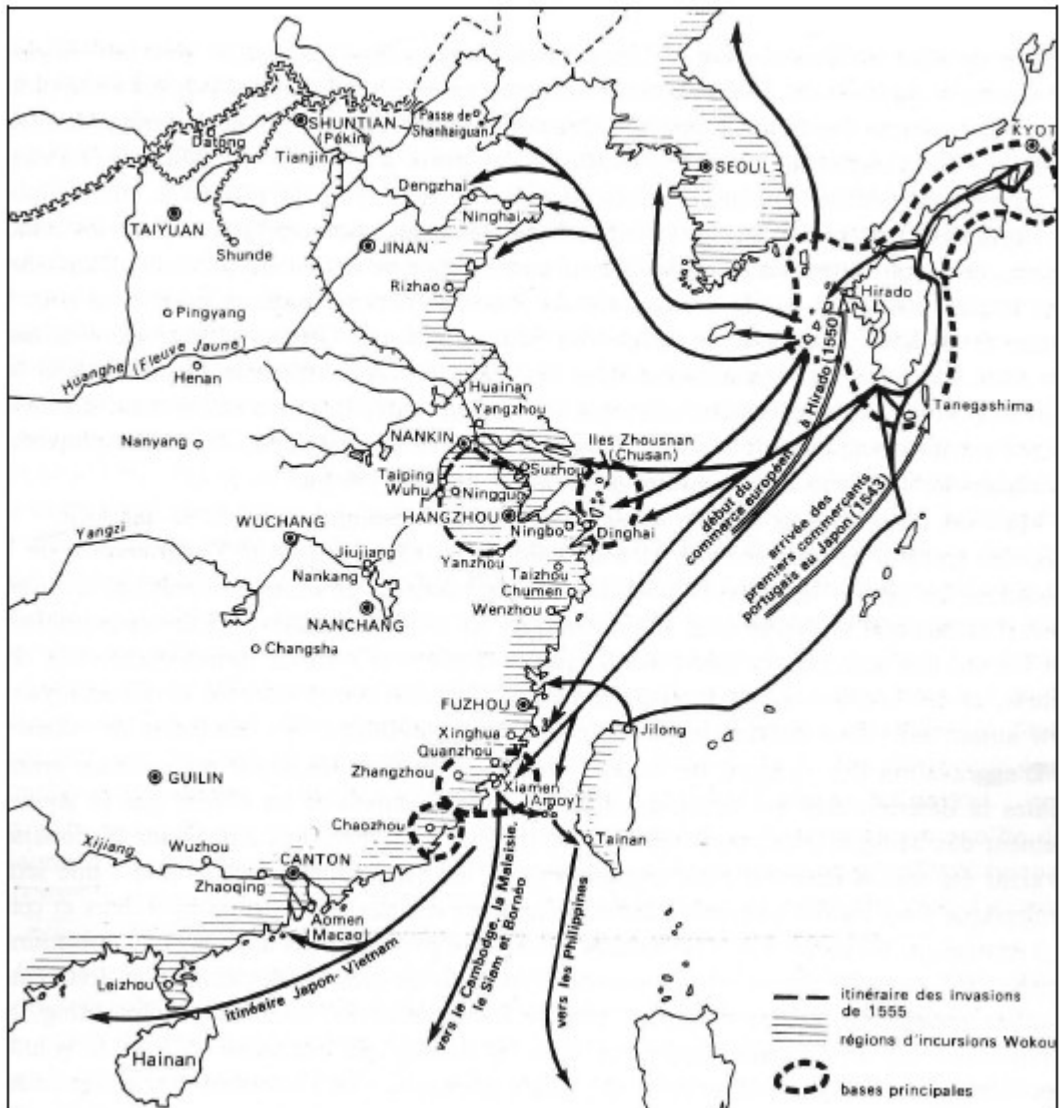 SHUNTIAN
(Pékin)
Datong
Tianjin
Passe de
Shanhaiguan
SEOUL
KYOT
TAIYUAN
Shunde
Dengzhai
Ninghai
JINAN
Rizhao
Hirado
Pingyang
Huanghe (Fleuve Jaune)
Henan
Huainan
Yangzhou
Nanyang
NANKIN
Suzhou
Iles Zhousnan
(Chusan)
Tanegashima
Taiping
Wuhu
Ningguo
HANGZHOU
Ningbo
Dinghai
Yanzhou
début du
commerce européen
à Hirado (1550)
arrivée des
premiers commerçants
portugais au Japon (1543)
Yangzi
WUCHANG
Jiujiang
Nankang
NANCHANG
Changsha
Taizhou
Chumen
Wenzhou
FUZHOU
Xinghua
Quanzhou
Zhangzhou
Xiamen
(Amoy)
Jilong
Tainan
GUILIN
Chaozhou
Xijiang
Wuzhou
CANTON
Zhaoqing
Aomen
(Macao)
Leizhou
Hainan
itinéraire Japon-Vietnam
vers le Cambodge, la Malaisie,
vers le Siam et Bornéo
vers les Philippines
itinéraire des invasions
de 1555
régions d'incursions Wokou
bases principales